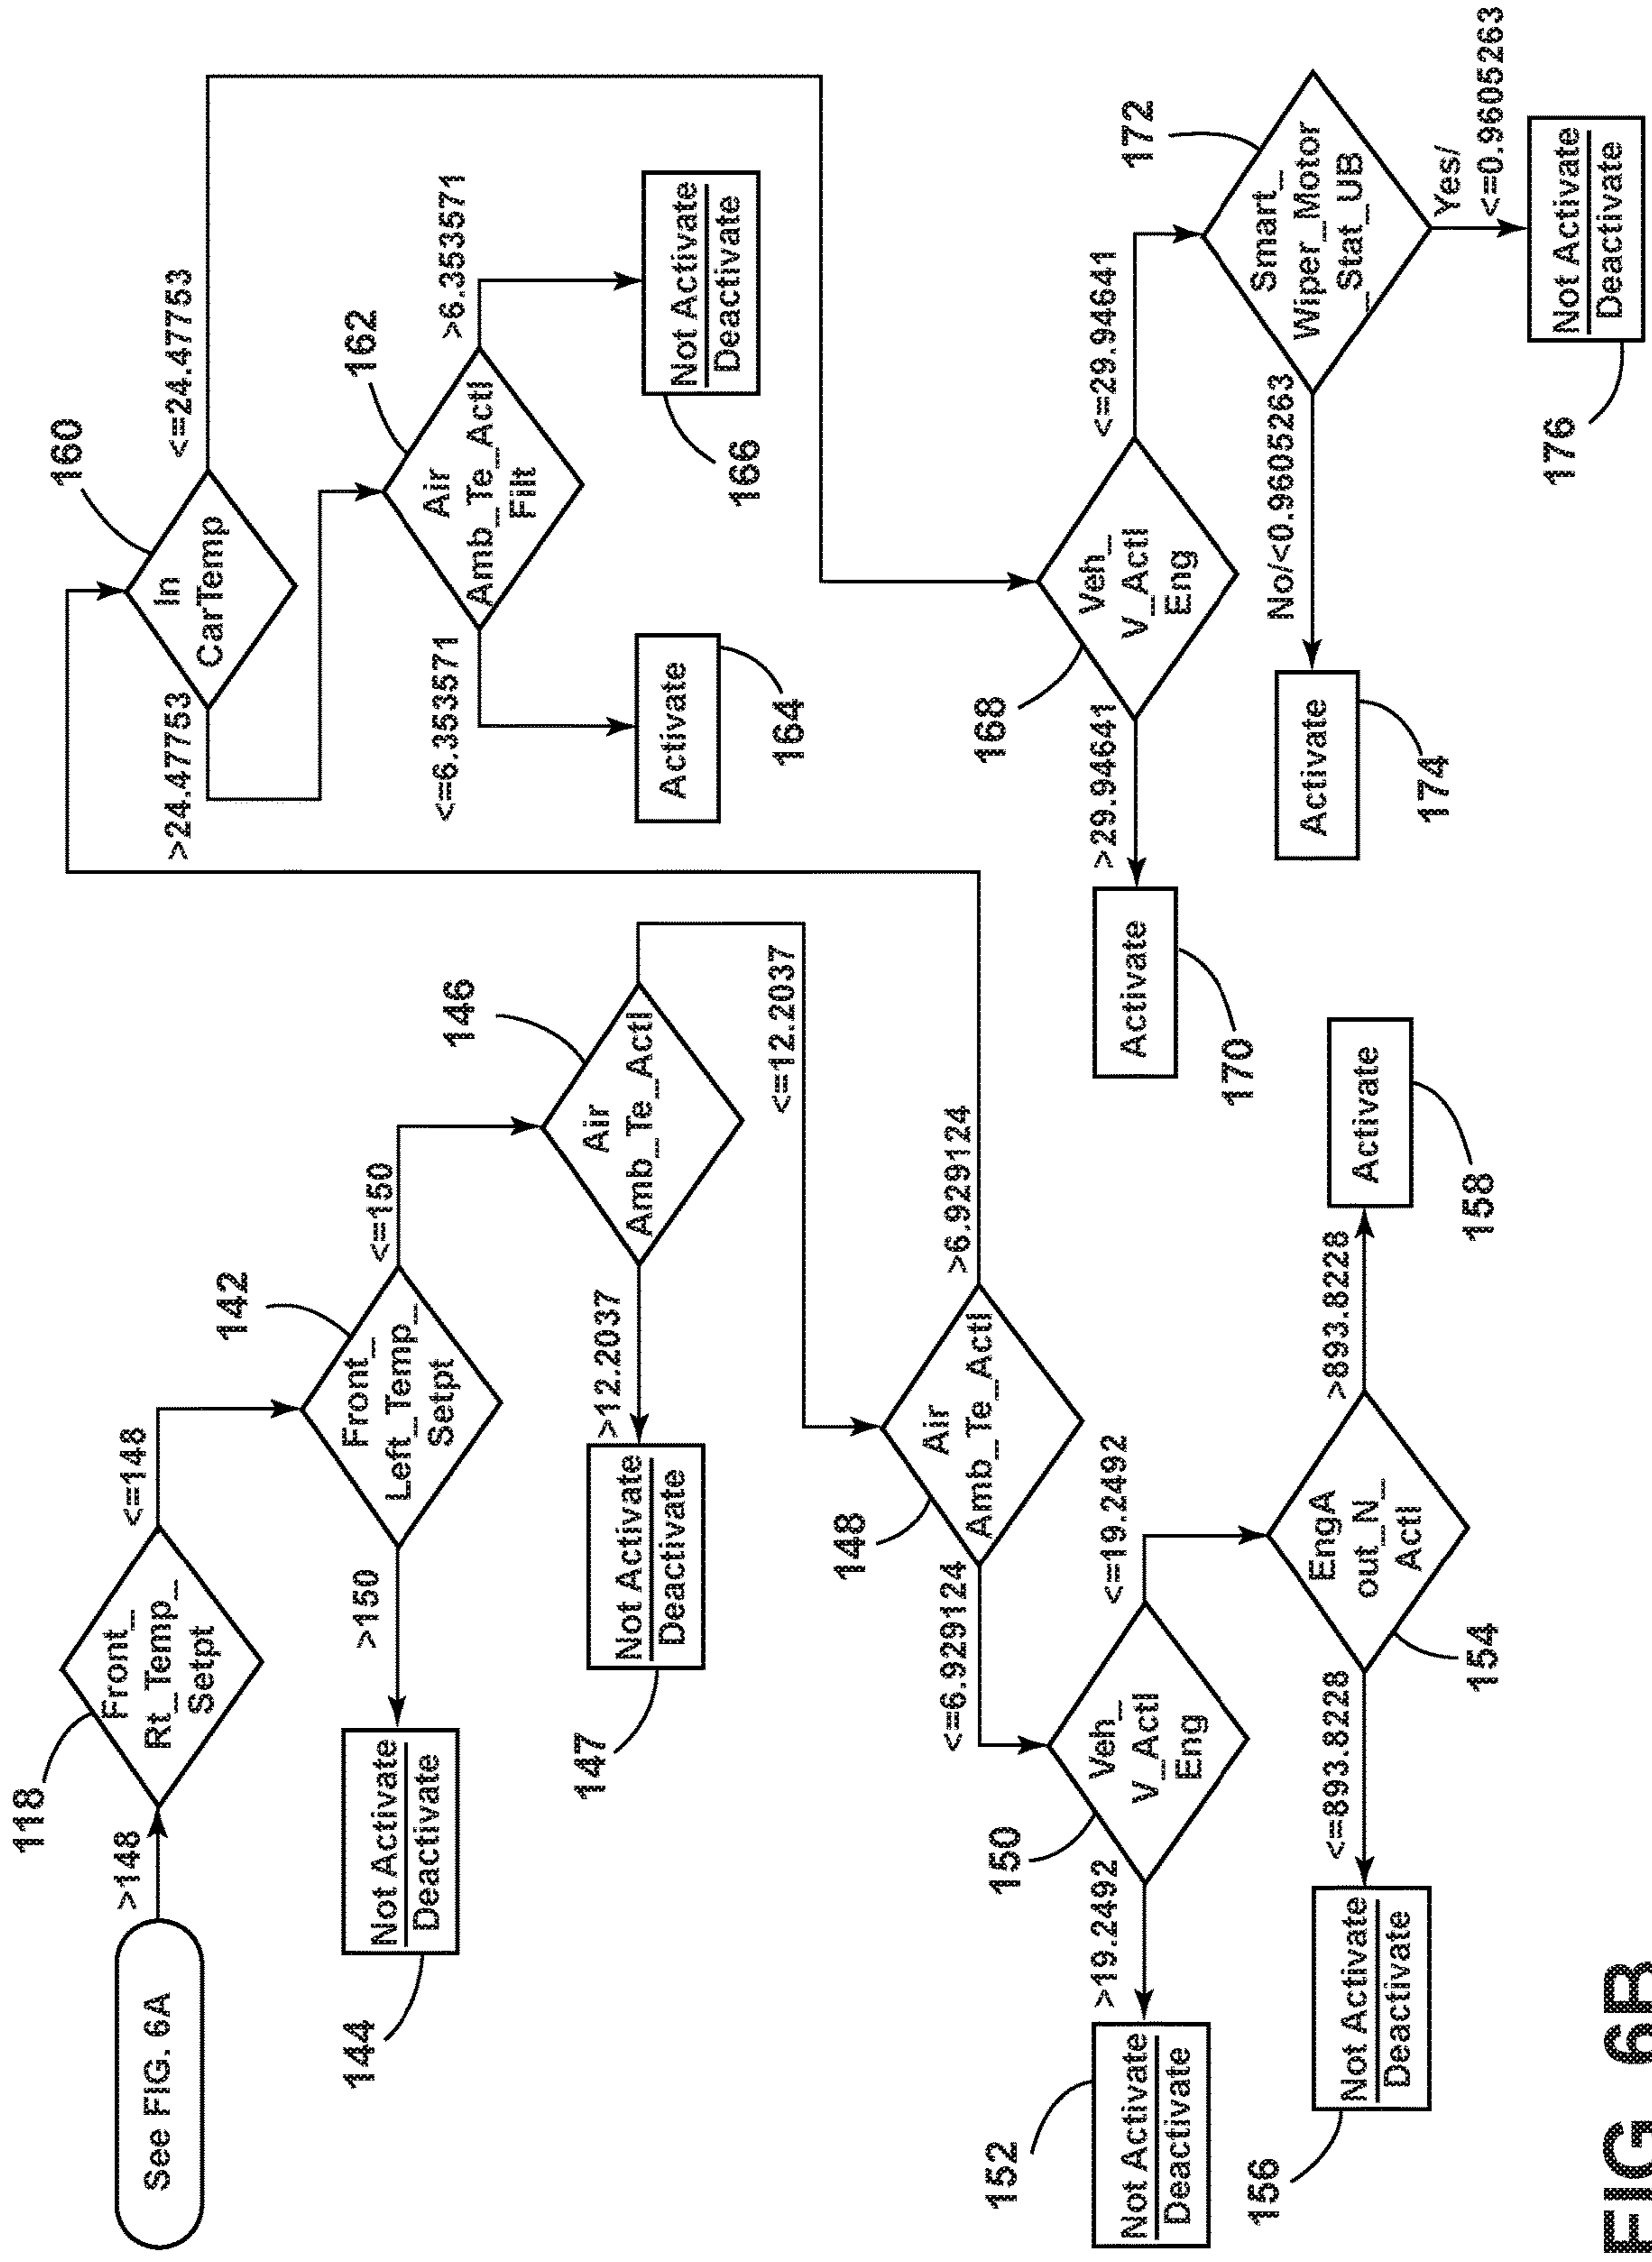 See FIG. 6A
>148
118
Front_
Rt_Temp_
Setpt
<=148
142
Front_
Left_Temp_
Setpt
>150
<=150
144
Not Activate
Deactivate
146
Air
Amb_Te_Actl
>12.2037
<=12.2037
147
Not Activate
Deactivate
148
Air
Amb_Te_Actl
<=6.929124
>6.929124
150
Veh_
V_Actl
Eng
>19.2492
<=19.2492
152
Not Activate
Deactivate
154
EngA
out_N_
Actl
<=893.8228
>893.8228
156
Not Activate
Deactivate
158
Activate
160
In
CarTemp
>24.47753
<=24.47753
162
Air
Amb_Te_Actl
Filt
<=6.353571
>6.353571
164
Activate
166
Not Activate
Deactivate
168
Veh_
V_Actl
Eng
>29.94641
<=29.94641
170
Activate
172
Smart_
Wiper_Motor
_Stat_UB
No/<0.9605263
Yes/
<=0.9605263
174
Activate
176
Not Activate
Deactivate
FIG 6B